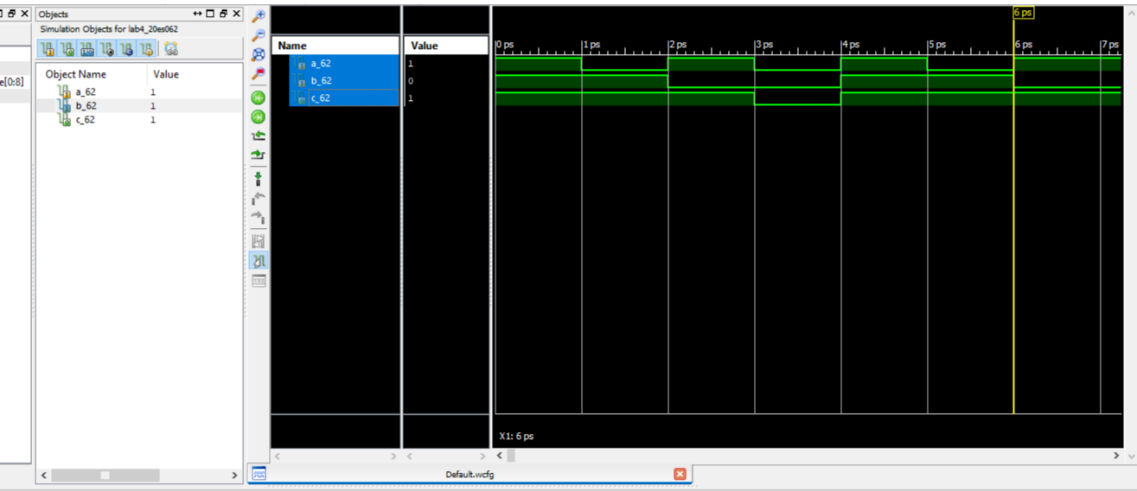 Objects
Simulation Objects for lab4_20es062
Object Name Value
e[0:8]
a_62 1
b_62 1
c_62 1
Name Value
a_62 1
b_62 0
c_62 1
6 ps
0 ps 1 ps 2 ps 3 ps 4 ps 5 ps 6 ps 7 ps
X1: 6 ps
Default.wcfg